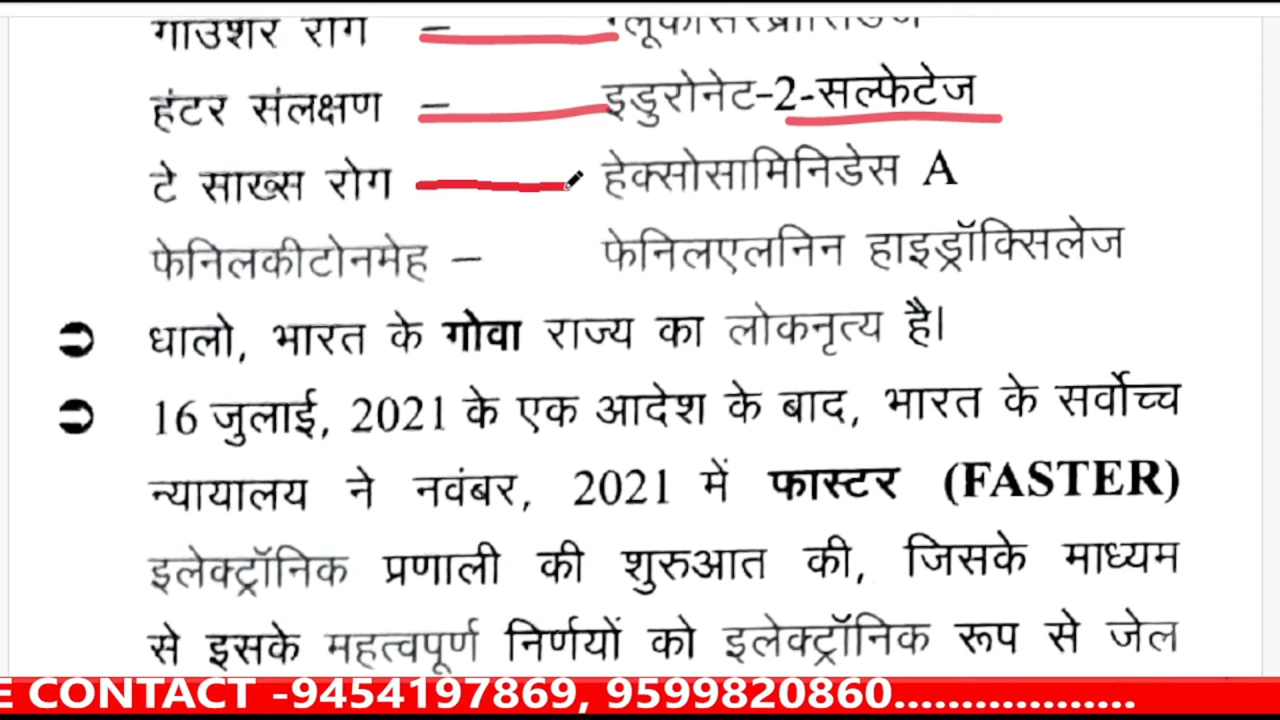 गाउशर रोग –
हंटर संलक्षण – इडुरोनेट-2-सल्फेटेज
टे साख्स रोग हेक्सोसामिनिडेस A
फेनिलकीटोनमेह – फेनिलएलनिन हाइड्रॉक्सिलेज
➲ धालो, भारत के गोवा राज्य का लोकनृत्य है।
➲ 16 जुलाई, 2021 के एक आदेश के बाद, भारत के सर्वोच्च
न्यायालय ने नवंबर, 2021 में फास्टर (FASTER)
इलेक्ट्रॉनिक प्रणाली की शुरुआत की, जिसके माध्यम
से इसके महत्वपूर्ण निर्णयों को इलेक्ट्रॉनिक रूप से जेल
E CONTACT -9454197869, 9599820860..................